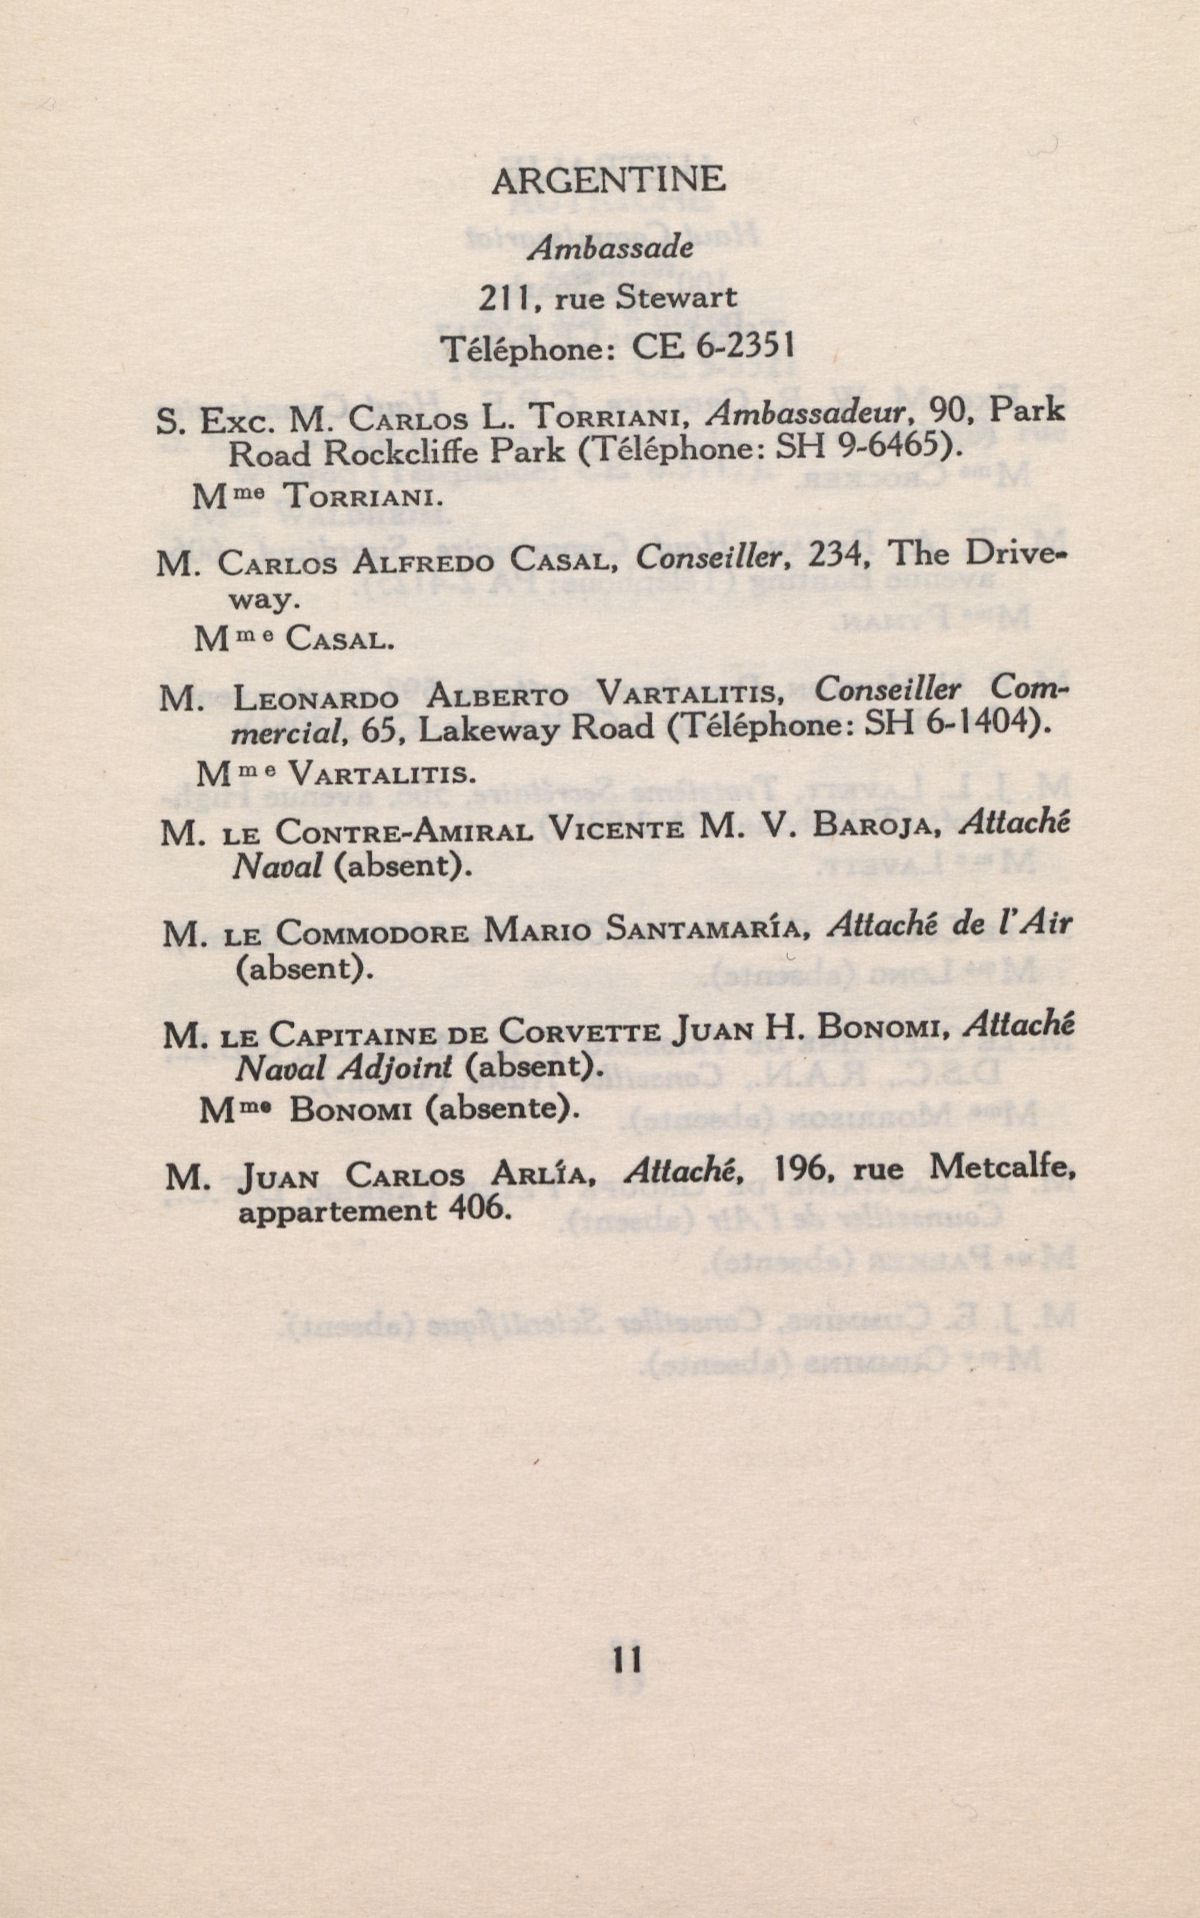 ARGENTINE
Ambassade
211, rue Stewart
Téléphone: CE 6-2351
S. Exc. M. Carlos L. Torriani, Ambassadeur, 90, Park
Road Rockcliffe Park (Téléphone: SH 9-6465).
Mme Torriani.
M. Carlos Alfredo Casal, Conseiller, 234, The Drive-
way.
Mme Casal.
M. Leonardo Alberto Vartalitis, Conseiller Com-
mercial, 65, Lakeway Road (Téléphone: SH 6-1404).
Mme Vartalitis.
M. le Contre-Amiral Vicente M. V. Baroja, Attaché
Naval (absent).
M. le Commodore Mario Santamaría, Attaché de l'Air
(absent).
M. le Capitaine de Corvette Juan H. Bonomi, Attaché
Naval Adjoint (absent).
Mme Bonomi (absente).
M. Juan Carlos Arlía, Attaché, 196, rue Metcalfe,
appartement 406.
11